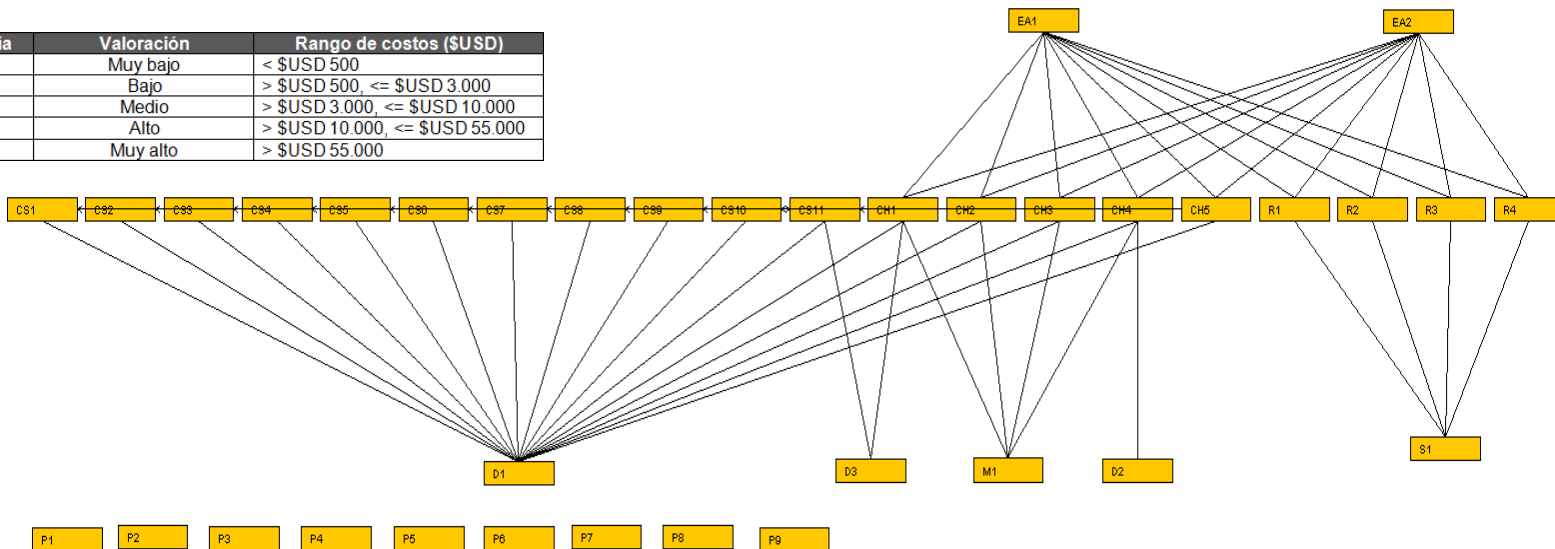 EA1 EA2
ia Valoración Rango de costos ($USD)
Muy bajo < $USD 500
Bajo > $USD 500, <= $USD 3.000
Medio > $USD 3.000, <= $USD 10.000
Alto > $USD 10.000, <= $USD 55.000
Muy alto > $USD 55.000
CS1 CS2 CS3 CS4 CS5 CS6 CS7 CS8 CS9 CS10 CS11 CH1 CH2 CH3 CH4 CH5 R1 R2 R3 R4
S1
D1 D3 M1 D2
P1 P2 P3 P4 P5 P6 P7 P8 P9